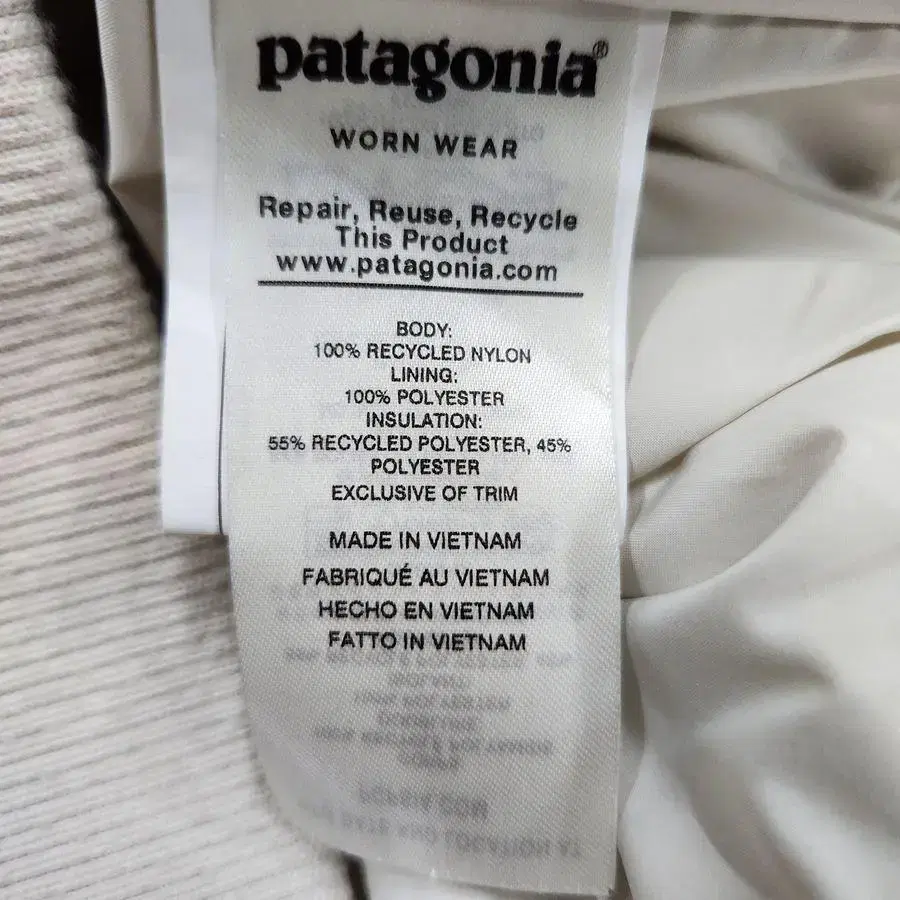 patagonia®
WORN WEAR
Repair, Reuse, Recycle
This Product
www.patagonia.com
BODY:
100% RECYCLED NYLON
LINING:
100% POLYESTER
INSULATION:
55% RECYCLED POLYESTER, 45%
POLYESTER
EXCLUSIVE OF TRIM
MADE IN VIETNAM
FABRIQUÉ AU VIETNAM
HECHO EN VIETNAM
FATTO IN VIETNAM